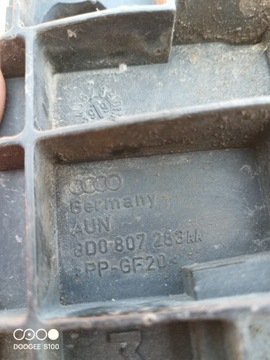 Germany
AUN
8D0 807 283
>PP-GF20<
DOOGEE S100